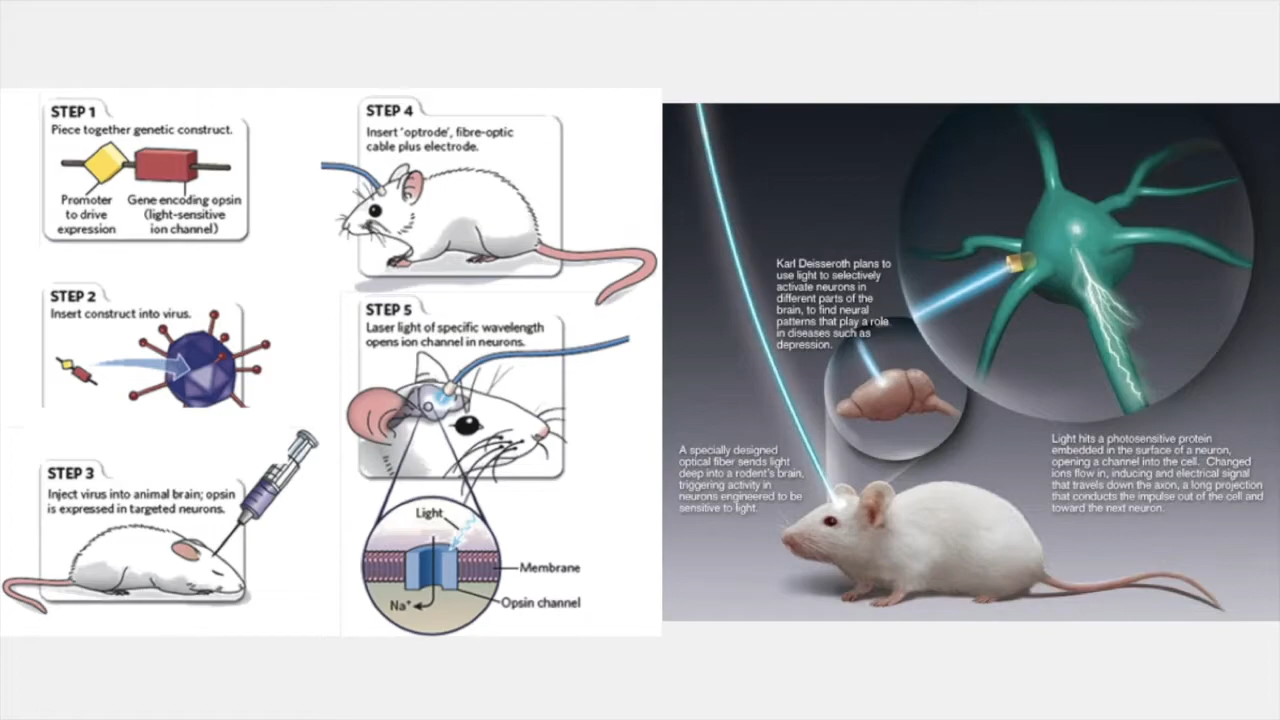 STEP 1
Piece together genetic construct.
Promoter
to drive
expression
Gene encoding opsin
(light-sensitive
ion channel)
STEP 2
Insert construct into virus.
STEP 3
Inject virus into animal brain; opsin
is expressed in targeted neurons.
STEP 4
Insert 'optrode', fibre-optic
cable plus electrode.
STEP 5
Laser light of specific wavelength
opens ion channel in neurons.
Light
Membrane
Na+
Opsin channel
Karl Deisseroth plans to
use light to selectively
activate neurons in
different parts of the
brain, to find neural
patterns that play a role
in diseases such as
depression.
A specially designed
optical fiber sends light
deep into a rodent's brain,
triggering activity in
neurons engineered to be
sensitive to light.
Light hits a photosensitive protein
embedded in the surface of a neuron,
opening a channel into the cell. Changed
ions flow in, inducing and electrical signal
that travels down the axon, a long projection
that conducts the impulse out of the cell and
toward the next neuron.